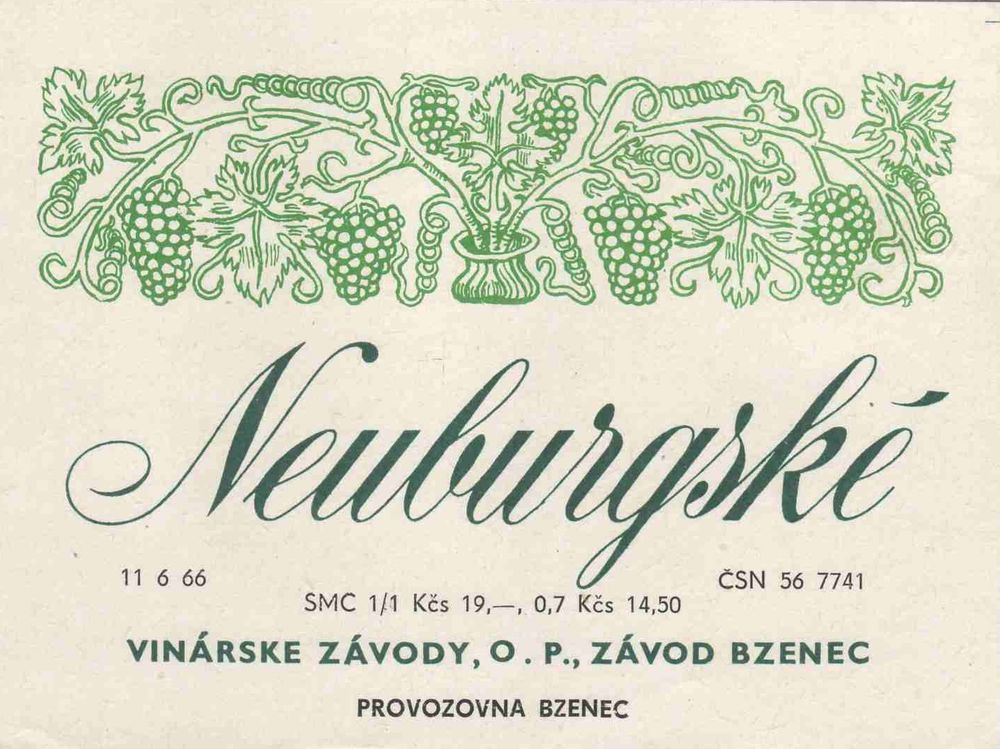 Neuburgské
11 6 66
ČSN 56 7741
SMC 1/1 Kčs 19,—, 0,7 Kčs 14,50
VINÁRSKE ZÁVODY, O. P., ZÁVOD BZENEC
PROVOZOVNA BZENEC